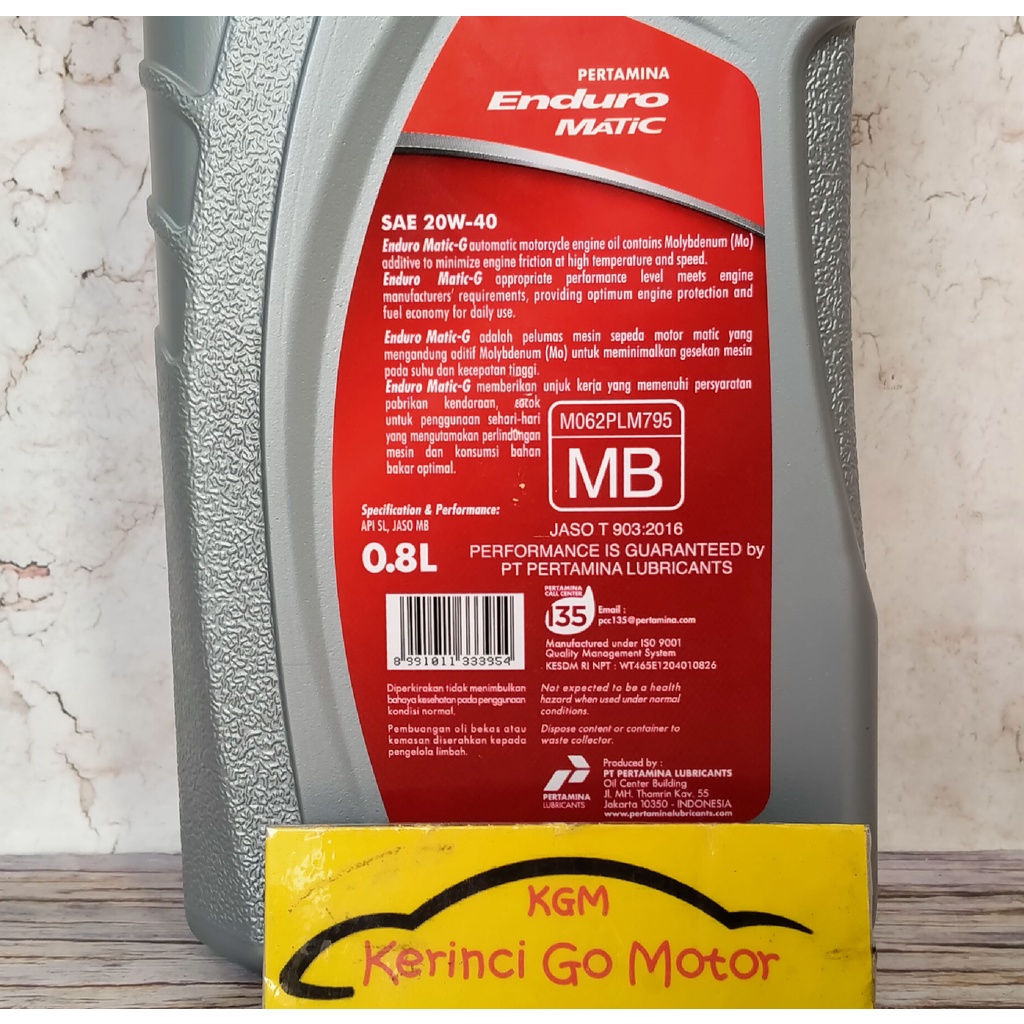 PERTAMINA
Enduro
MATIC
SAE 20W-40
Enduro Matic-G automatic motorcycle engine oil contains Molybdenum (Mo)
additive to minimize engine friction at high temperature and speed.
Enduro Matic-G appropriate performance level meets engine
manufacturers' requirements, providing optimum engine protection and
fuel economy for daily use.
Enduro Matic-G adalah pelumas mesin sepeda motor matic yang
mengandung aditif Molybdenum (Mo) untuk meminimalkan gesekan mesin
pada suhu dan kecepatan tinggi.
Enduro Matic-G memberikan unjuk kerja yang memenuhi persyaratan
pabrikan kendaraan, cocok
untuk penggunaan sehari-hari
yang mengutamakan perlindungan
mesin dan konsumsi bahan
bakar optimal.
M062PLM795
MB
Specification & Performance:
API SL, JASO MB
0.8L
JASO T 903:2016
PERFORMANCE IS GUARANTEED by
PT PERTAMINA LUBRICANTS
8 991011 333954
PERTAMINA
CALL CENTER
135
Email :
pcc135@pertamina.com
Manufactured under ISO 9001
Quality Management System
KESDM RI NPT : WT465E1204010826
Diperkirakan tidak menimbulkan
bahaya kesehatan pada penggunaan
kondisi normal.
Pembuangan oli bekas atau
kemasan diserahkan kepada
pengelola limbah.
Not expected to be a health
hazard when used under normal
conditions.
Dispose content or container to
waste collector.
PERTAMINA
LUBRICANTS
Produced by :
PT PERTAMINA LUBRICANTS
Oil Center Building
Jl. MH. Thamrin Kav. 55
Jakarta 10350 - INDONESIA
www.pertaminalubricants.com
KGM
Kerinci Go Motor